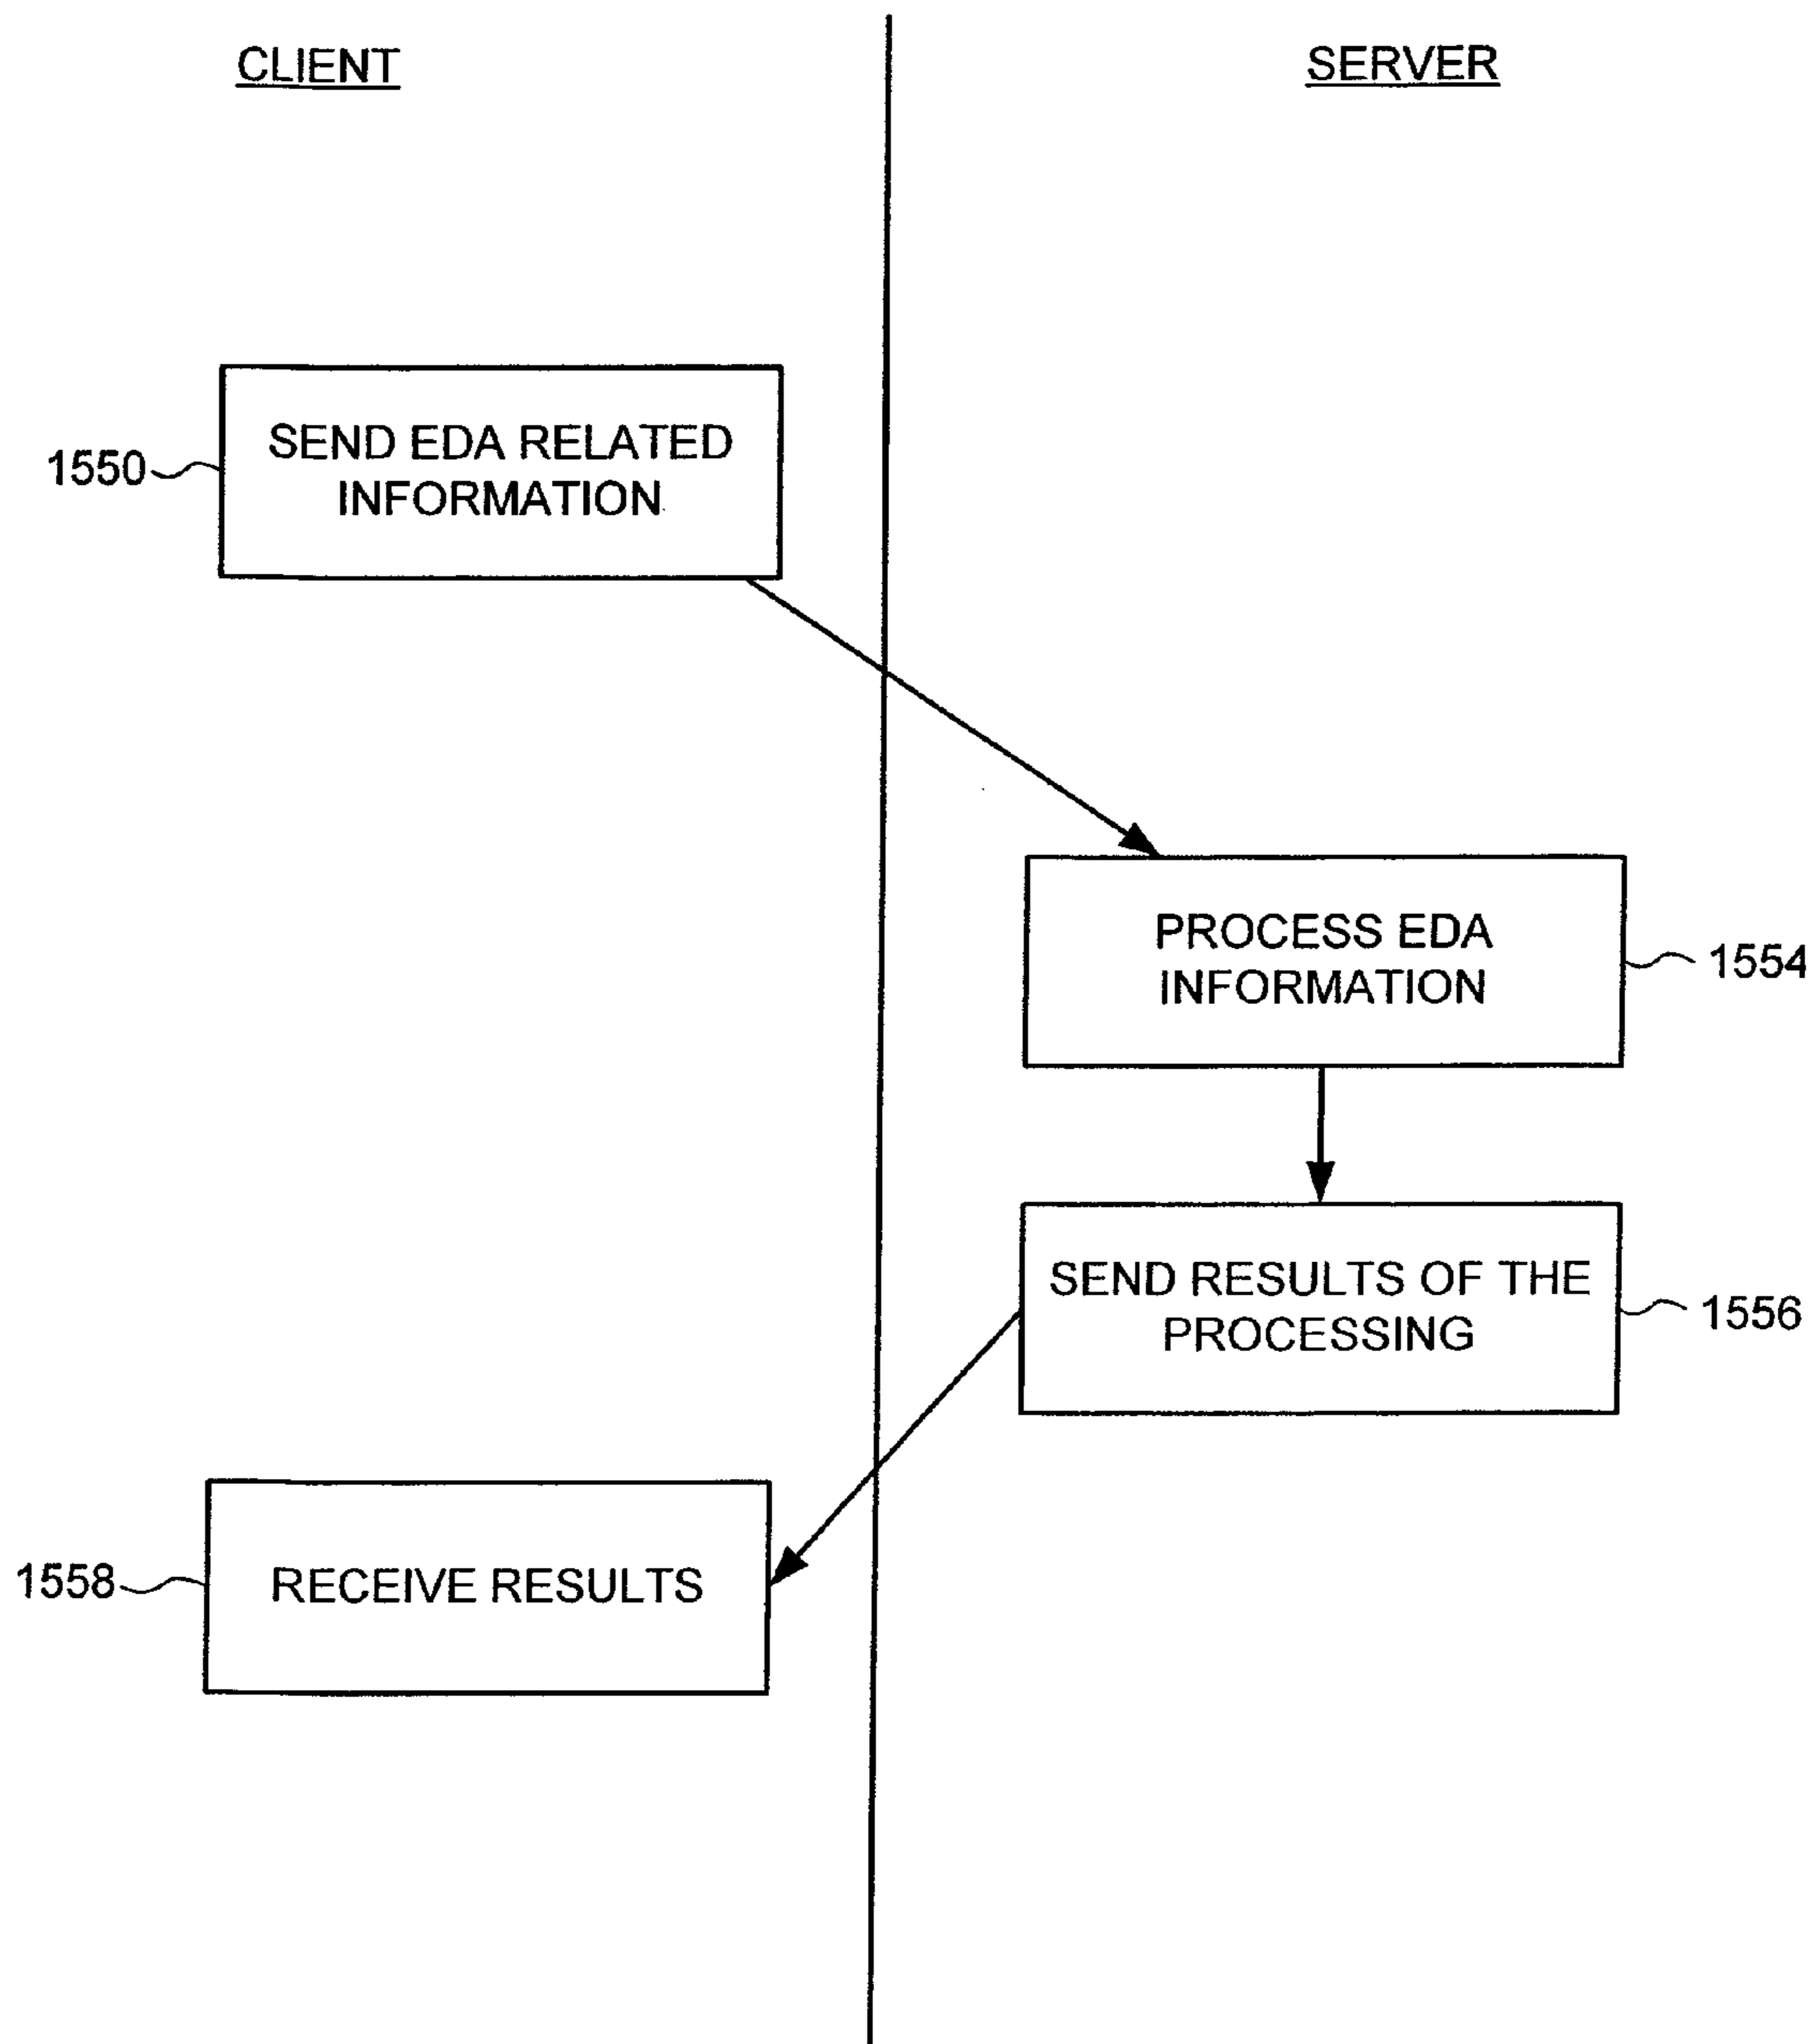 CLIENT
SERVER
1550
SEND EDA RELATED
INFORMATION
PROCESS EDA
INFORMATION
1554
SEND RESULTS OF THE
PROCESSING
1556
1558
RECEIVE RESULTS